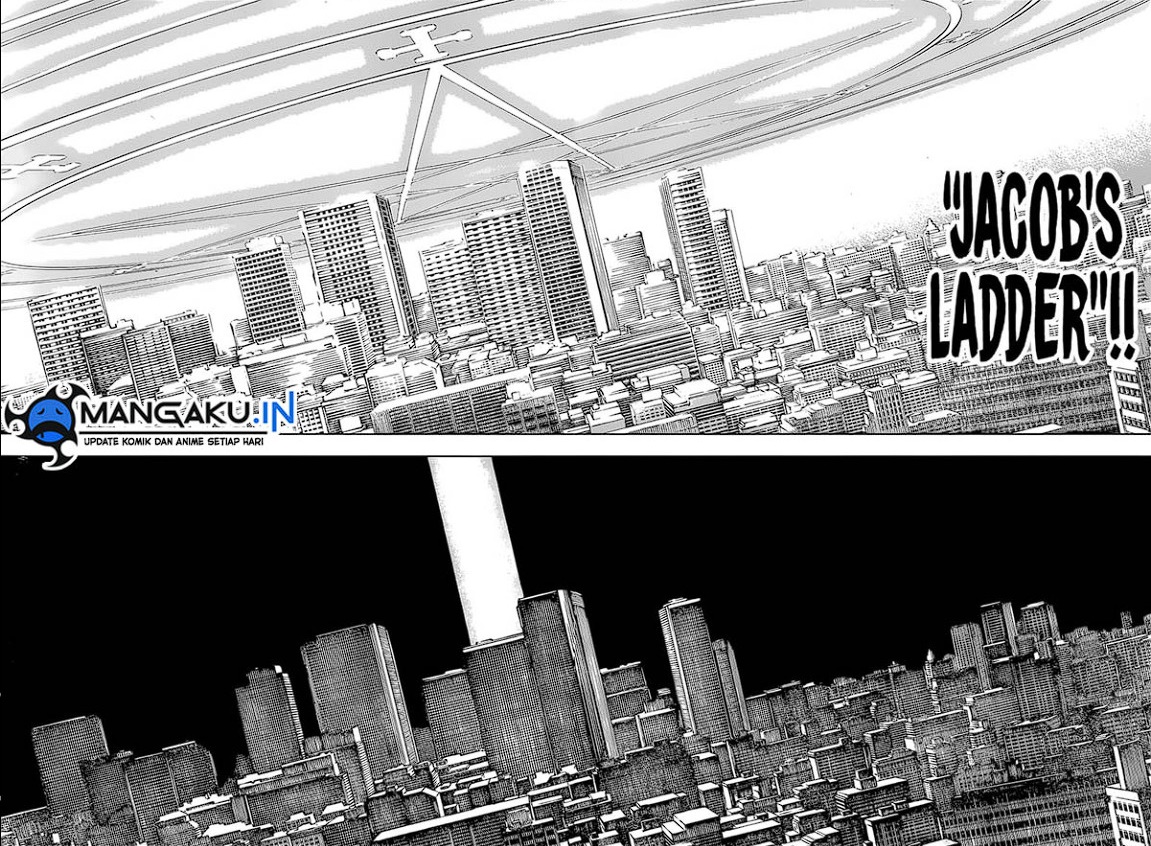 "JACOB'S
LADDER"!!
MANGAKU.IN
UPDATE KOMIK DAN ANIME SETIAP HARI